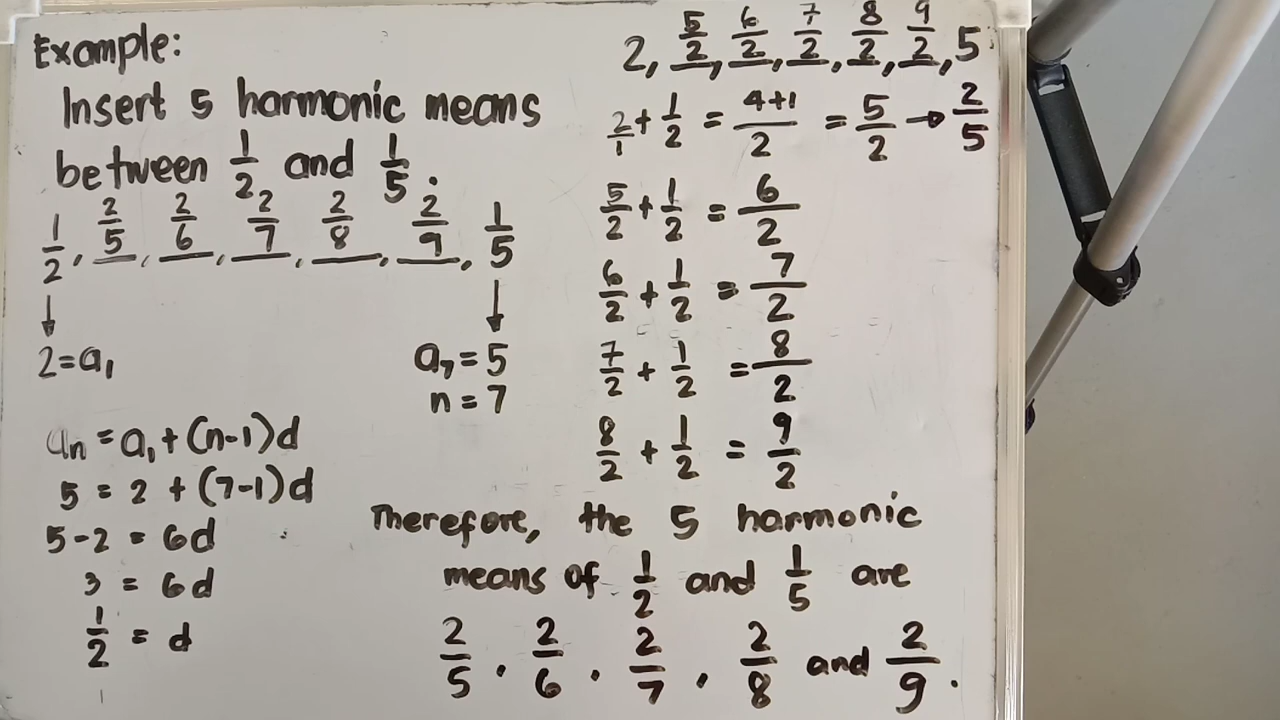 Example:
Insert 5 harmonic means
between 1/2 and 1/5.
1/2, 2/5, 2/6, 2/7, 2/8, 2/9, 1/5
↓ ↓
2=a₁ a₇=5
n=7
aₙ=a₁+(n-1)d
5=2+(7-1)d
5-2=6d
3=6d
1/2=d
2, 5/2, 6/2, 7/2, 8/2, 9/2, 5
2/1+1/2=4+1/2=5/2→2/5
5/2+1/2=6/2
6/2+1/2=7/2
7/2+1/2=8/2
8/2+1/2=9/2
Therefore, the 5 harmonic
means of 1/2 and 1/5 are
2/5, 2/6, 2/7, 2/8 and 2/9.